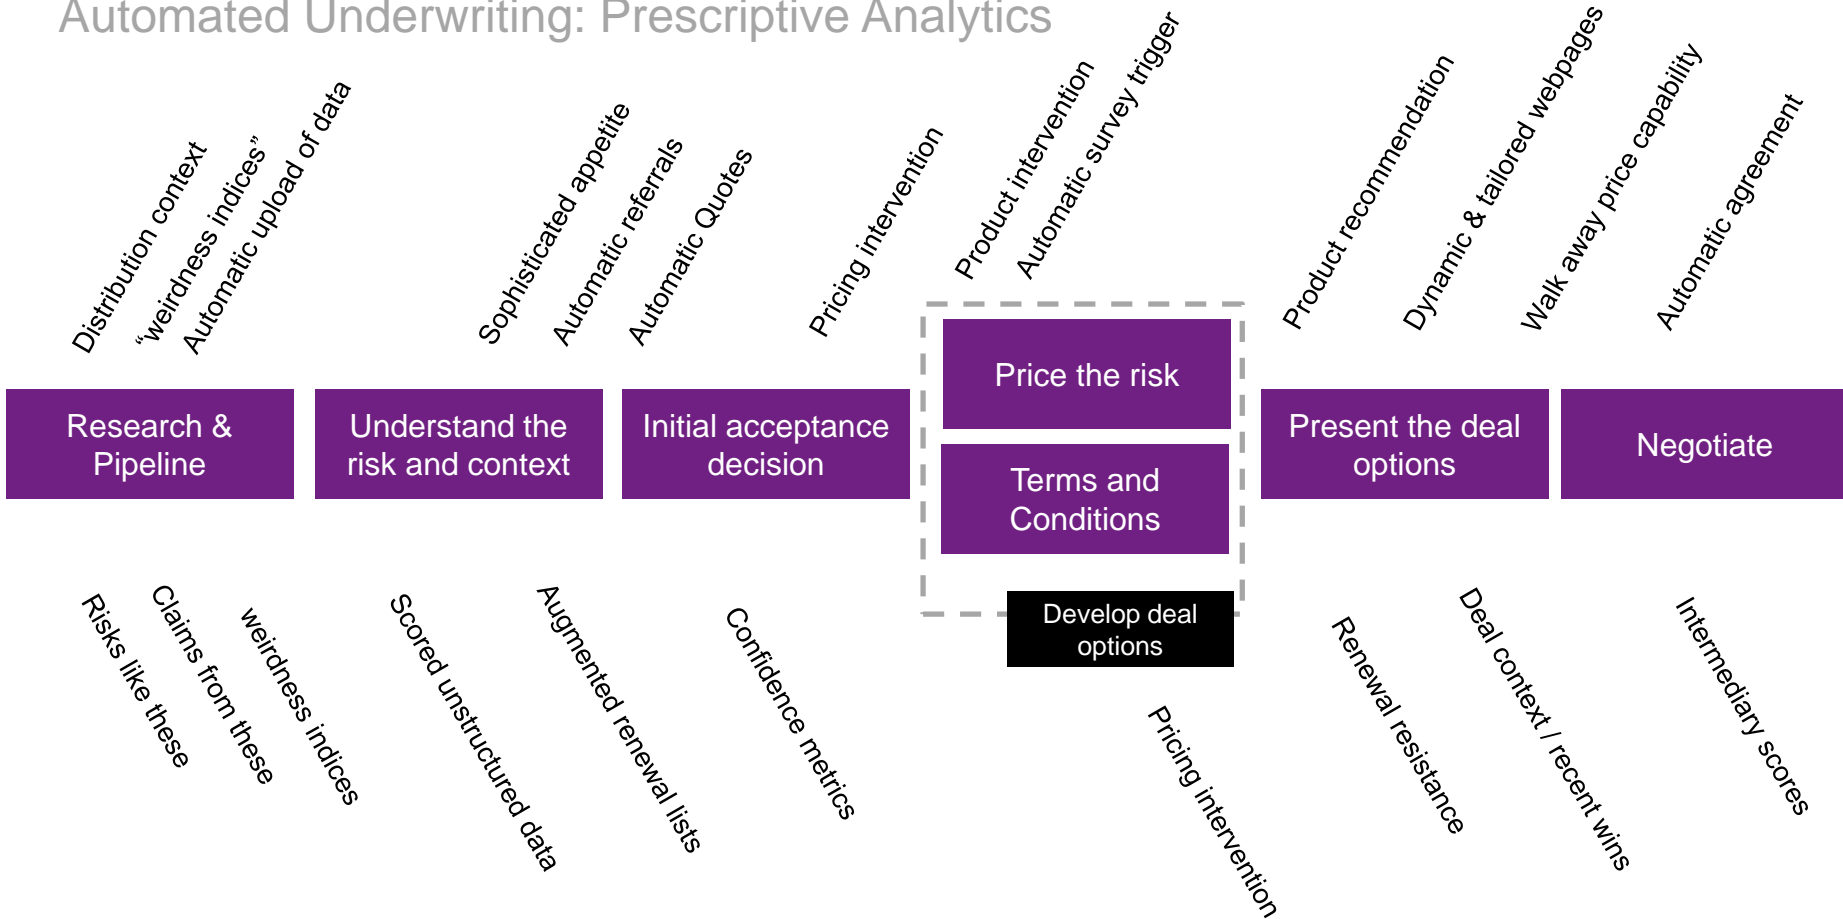 Automated Underwriting: Prescriptive Analytics
Distribution context
“weirdness indices”
Automatic upload of data
Sophisticated appetite
Automatic referrals
Automatic Quotes
Pricing intervention
Product intervention
Automatic survey trigger
Product recommendation
Dynamic & tailored webpages
Walk away price capability
Automatic agreement
Research &
Pipeline
Understand the
risk and context
Initial acceptance
decision
Price the risk
Terms and
Conditions
Present the deal
options
Negotiate
Develop deal
options
Risks like these
Claims from these
weirdness indices
Scored unstructured data
Augmented renewal lists
Confidence metrics
Pricing intervention
Renewal resistance
Deal context / recent wins
Intermediary scores